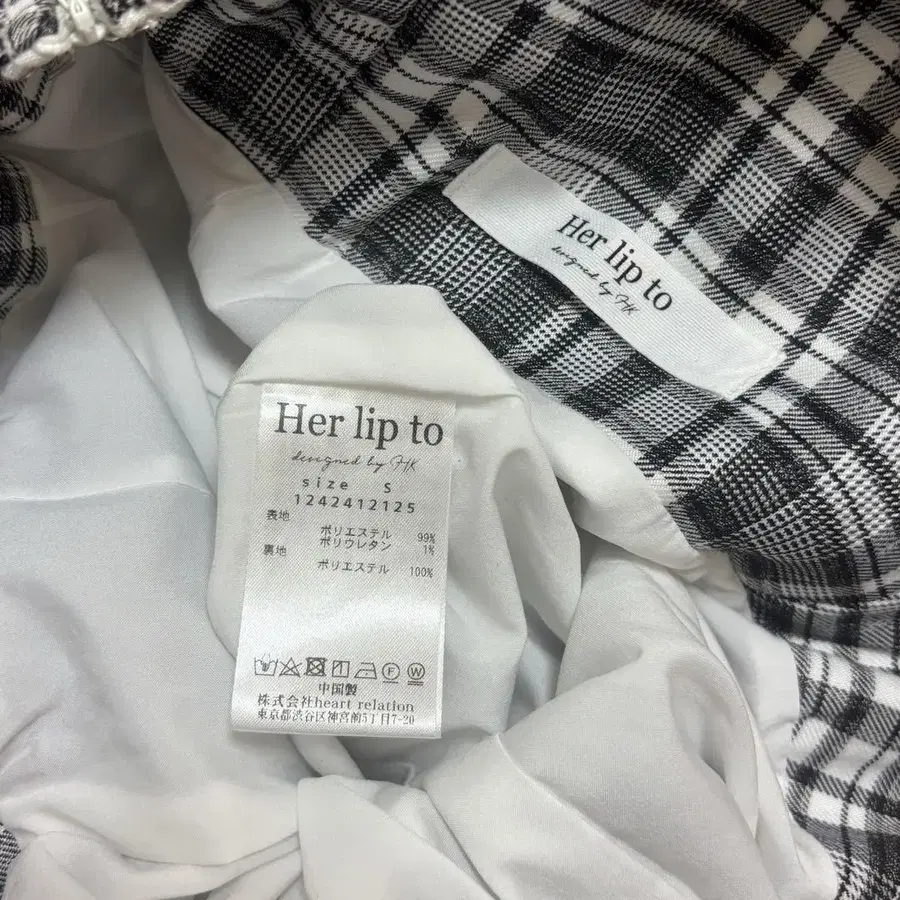 Her lip to
designed by HK
Her lip to
designed by HK
size S
1242412125
表地
ポリエステル 99%
ポリウレタン 1%
裏地
ポリエステル 100%
F W
中国製
株式会社heart relation
東京都渋谷区神宮前5丁目7-20